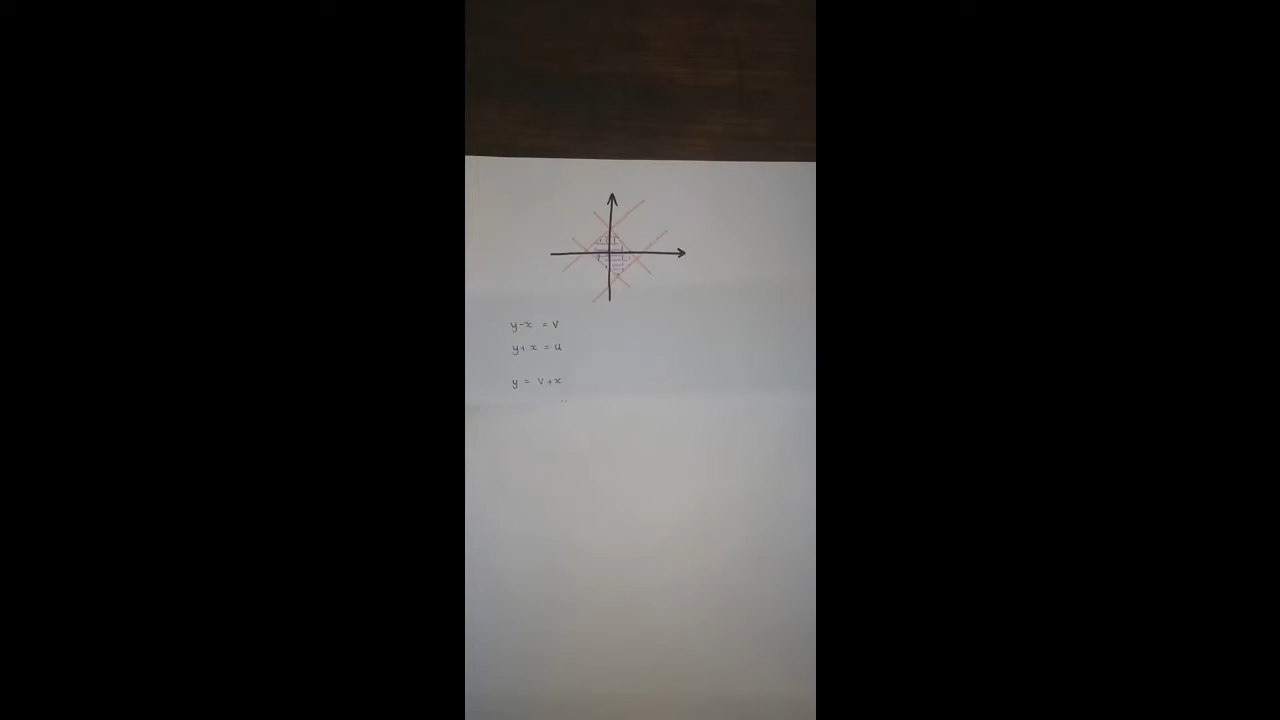 y-x = v
y+x = u
y = v+x